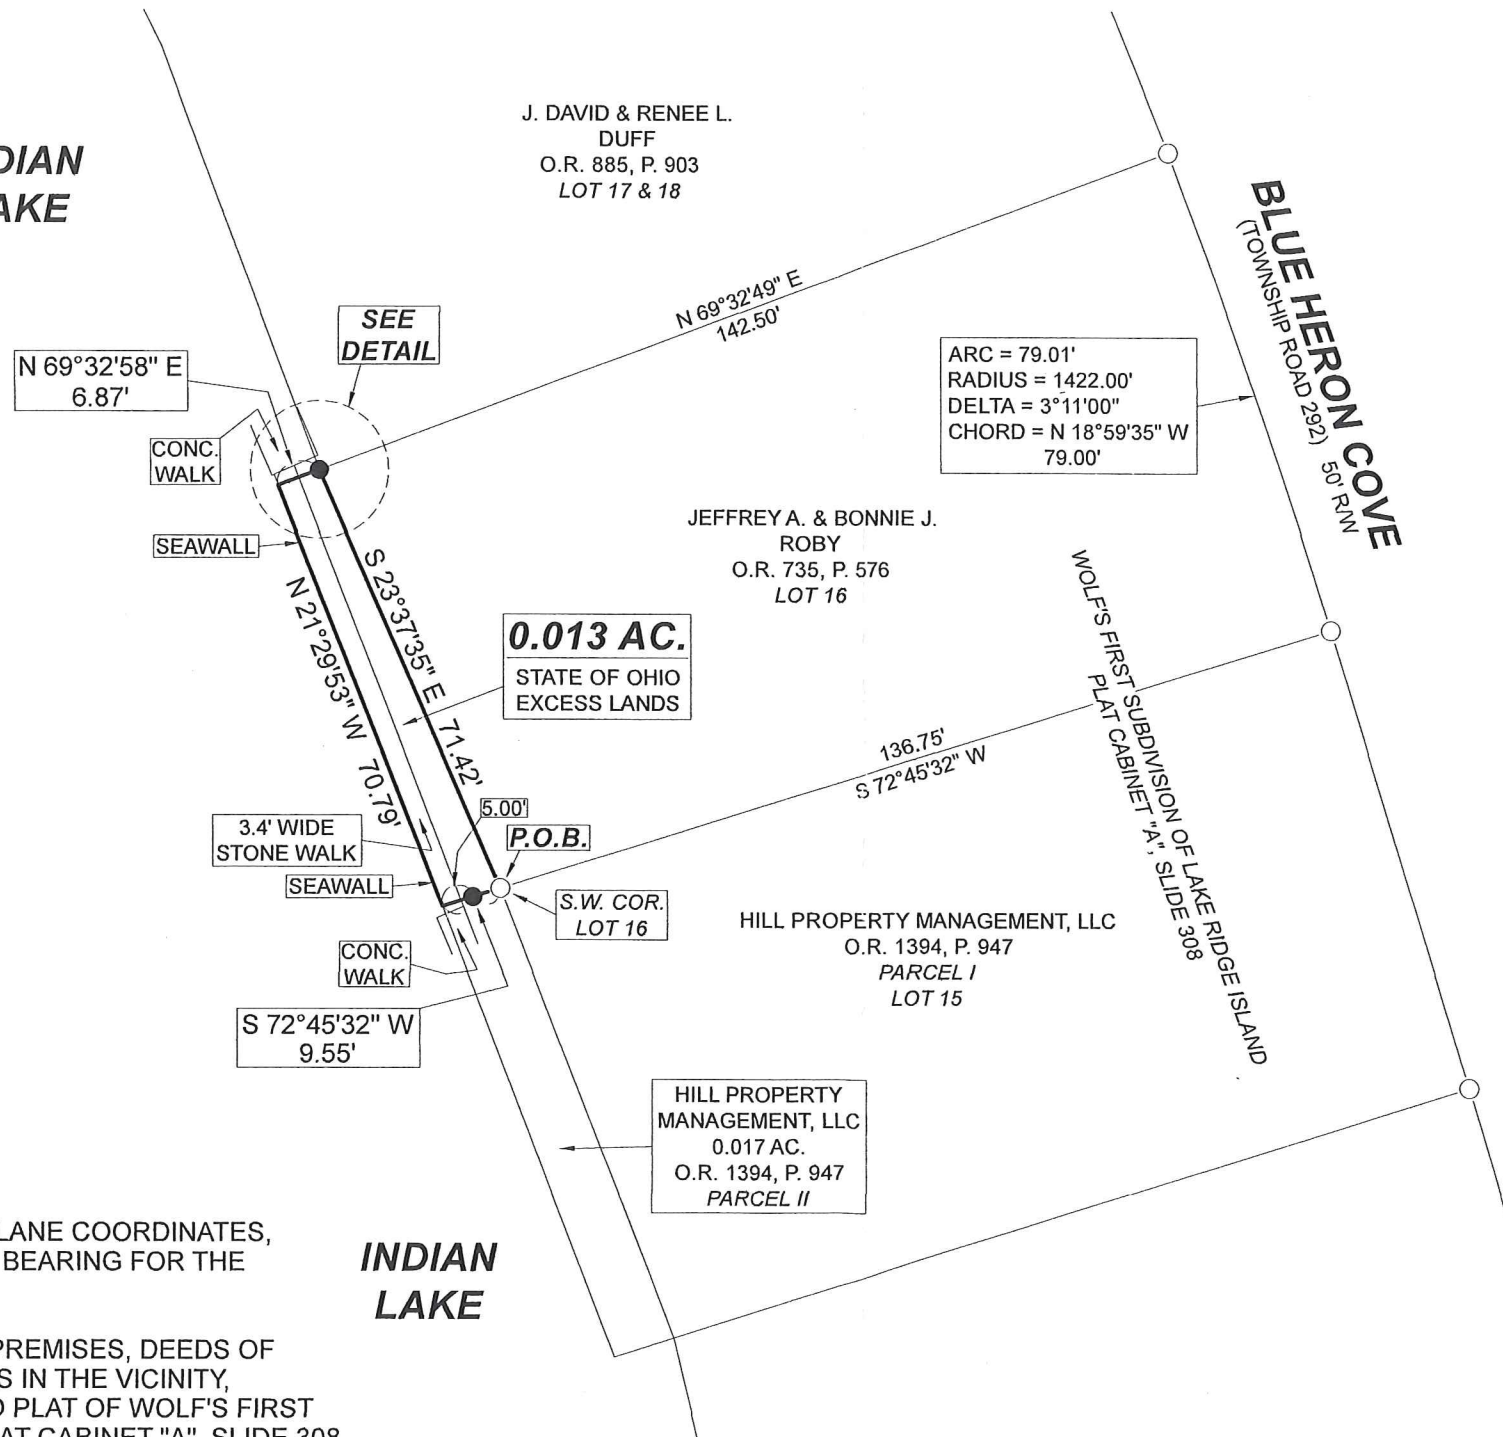 DIAN
AKE
J. DAVID & RENEE L.
DUFF
O.R. 885, P. 903
LOT 17 & 18
BLUE HERON COVE
(TOWNSHIP ROAD 292) 50' R/W
N 69°32'49" E
142.50'
SEE
DETAIL
N 69°32'58" E
6.87'
ARC = 79.01'
RADIUS = 1422.00'
DELTA = 3°11'00"
CHORD = N 18°59'35" W
79.00'
CONC.
WALK
SEAWALL
JEFFREY A. & BONNIE J.
ROBY
O.R. 735, P. 576
LOT 16
S 23°37'35" E 71.42'
N 21°29'53" W 70.79'
0.013 AC.
STATE OF OHIO
EXCESS LANDS
WOLF'S FIRST SUBDIVISION OF LAKE RIDGE ISLAND
PLAT CABINET "A", SLIDE 308
136.75'
S 72°45'32" W
5.00'
P.O.B.
3.4' WIDE
STONE WALK
SEAWALL
S.W. COR.
LOT 16
HILL PROPERTY MANAGEMENT, LLC
O.R. 1394, P. 947
PARCEL I
LOT 15
CONC.
WALK
S 72°45'32" W
9.55'
HILL PROPERTY
MANAGEMENT, LLC
0.017 AC.
O.R. 1394, P. 947
PARCEL II
INDIAN
LAKE
LANE COORDINATES,
BEARING FOR THE
PREMISES, DEEDS OF
S IN THE VICINITY,
D PLAT OF WOLF'S FIRST
AT CABINET "A", SLIDE 308